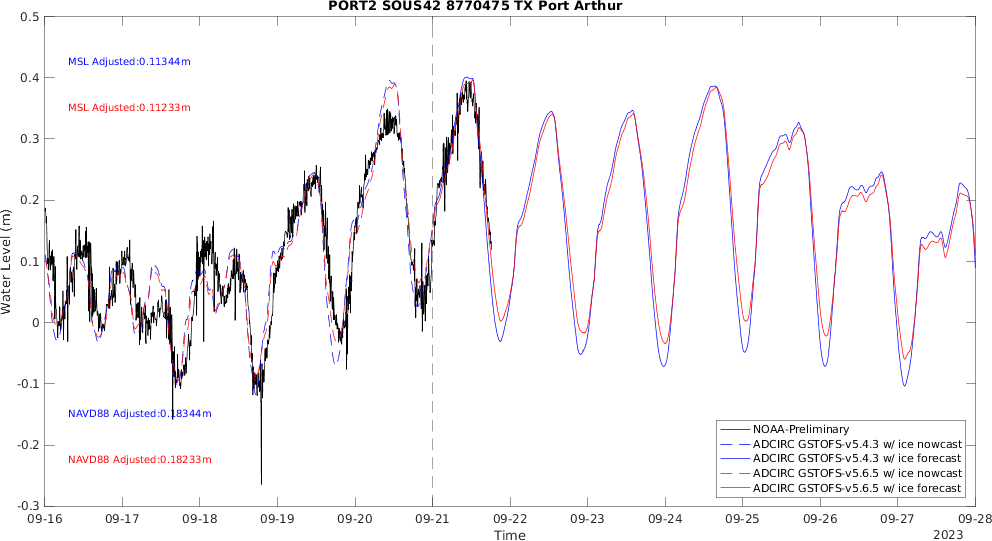 PORT2 SOUS42 8770475 TX Port Arthur
0.5
0.4
0.3
0.2
0.1
0
-0.1
-0.2
-0.3
Water Level (m)
MSL Adjusted:0.11344m
MSL Adjusted:0.11233m
NAVD88 Adjusted:0.18344m
NAVD88 Adjusted:0.18233m
NOAA-Preliminary
ADCIRC GSTOFS-v5.4.3 w/ ice nowcast
ADCIRC GSTOFS-v5.4.3 w/ ice forecast
ADCIRC GSTOFS-v5.6.5 w/ ice nowcast
ADCIRC GSTOFS-v5.6.5 w/ ice forecast
09-16 09-17 09-18 09-19 09-20 09-21 09-22 09-23 09-24 09-25 09-26 09-27 09-28
Time
2023